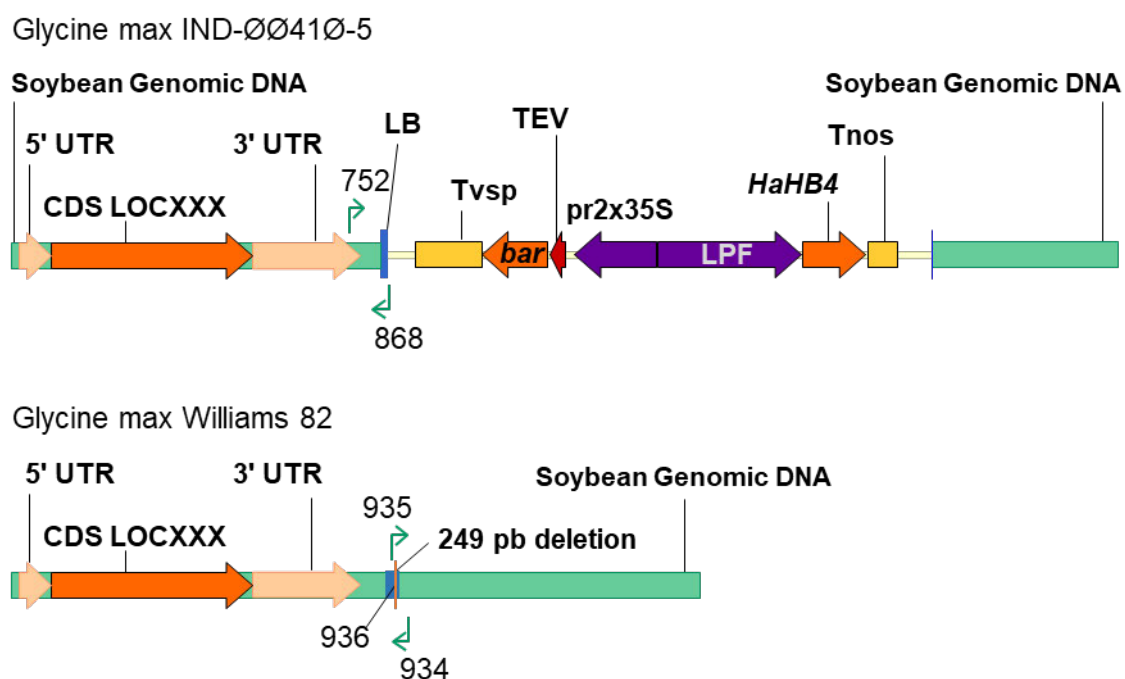 Glycine max IND-ØØ41Ø-5
Soybean Genomic DNA
Soybean Genomic DNA
5' UTR
3' UTR
LB
TEV
Tnos
752
Tvsp
HaHB4
CDS LOCXXX
pr2x35S
bar
LPF
868
Glycine max Williams 82
5' UTR
3' UTR
Soybean Genomic DNA
935
CDS LOCXXX
249 pb deletion
936
934